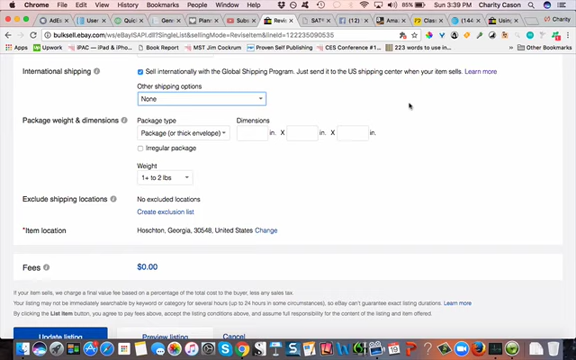 Chrome File Edit View History Bookmarks People Window Help
Sun 3:39 PM Charity Cason
Charity
bulksell.ebay.com/ws/eBayISAPI.dll?SingleList&sellingMode=ReviseItem&lineID=122235090535
Apps Bookmark Upworthy iPAC iPad & iPhone MST Jim Cockrum Proven Self Publishing CES Conference #1 223 words to use in... Other Bookmarks
International shipping
Sell internationally with the Global Shipping Program. Just send it to the US shipping center when your item sells. Learn more
Other shipping options
None
Package weight & dimensions
Package type Dimensions
Package (or thick envelope) in. X in. X in.
Irregular package
Weight
1+ to 2 lbs
Exclude shipping locations No excluded locations
Create exclusion list
*Item location Hoschton, Georgia, 30548, United States Change
Fees $0.00
If your item sells, we charge a final value fee based on a percentage of the total cost to the buyer, less any sales tax.
Your listing may not be immediately searchable by keyword or category for several hours (up to 24 hours in some circumstances), so eBay can't guarantee exact listing durations. Learn more
By clicking the List item button, you agree to pay fees above, accept the listing conditions above, and assume full responsibility for the content of the listing and item offered.
Update listing Preview listing Cancel